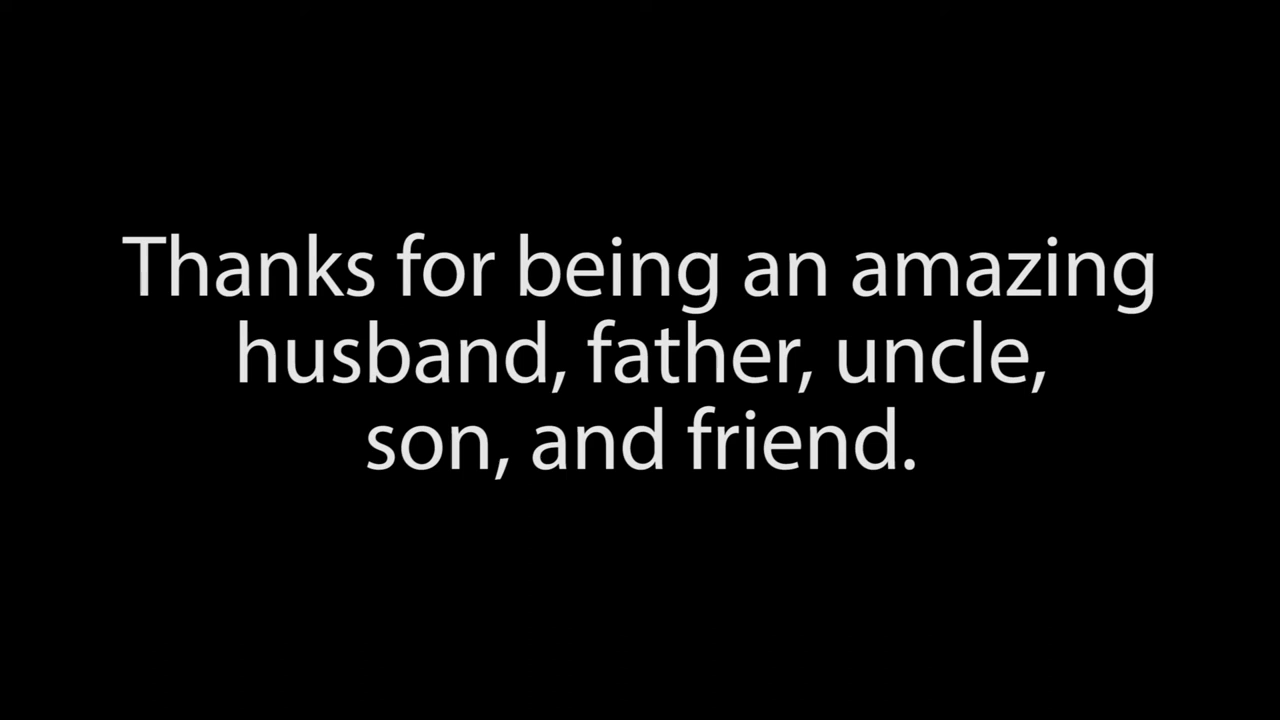 Thanks for being an amazing
husband, father, uncle,
son, and friend.